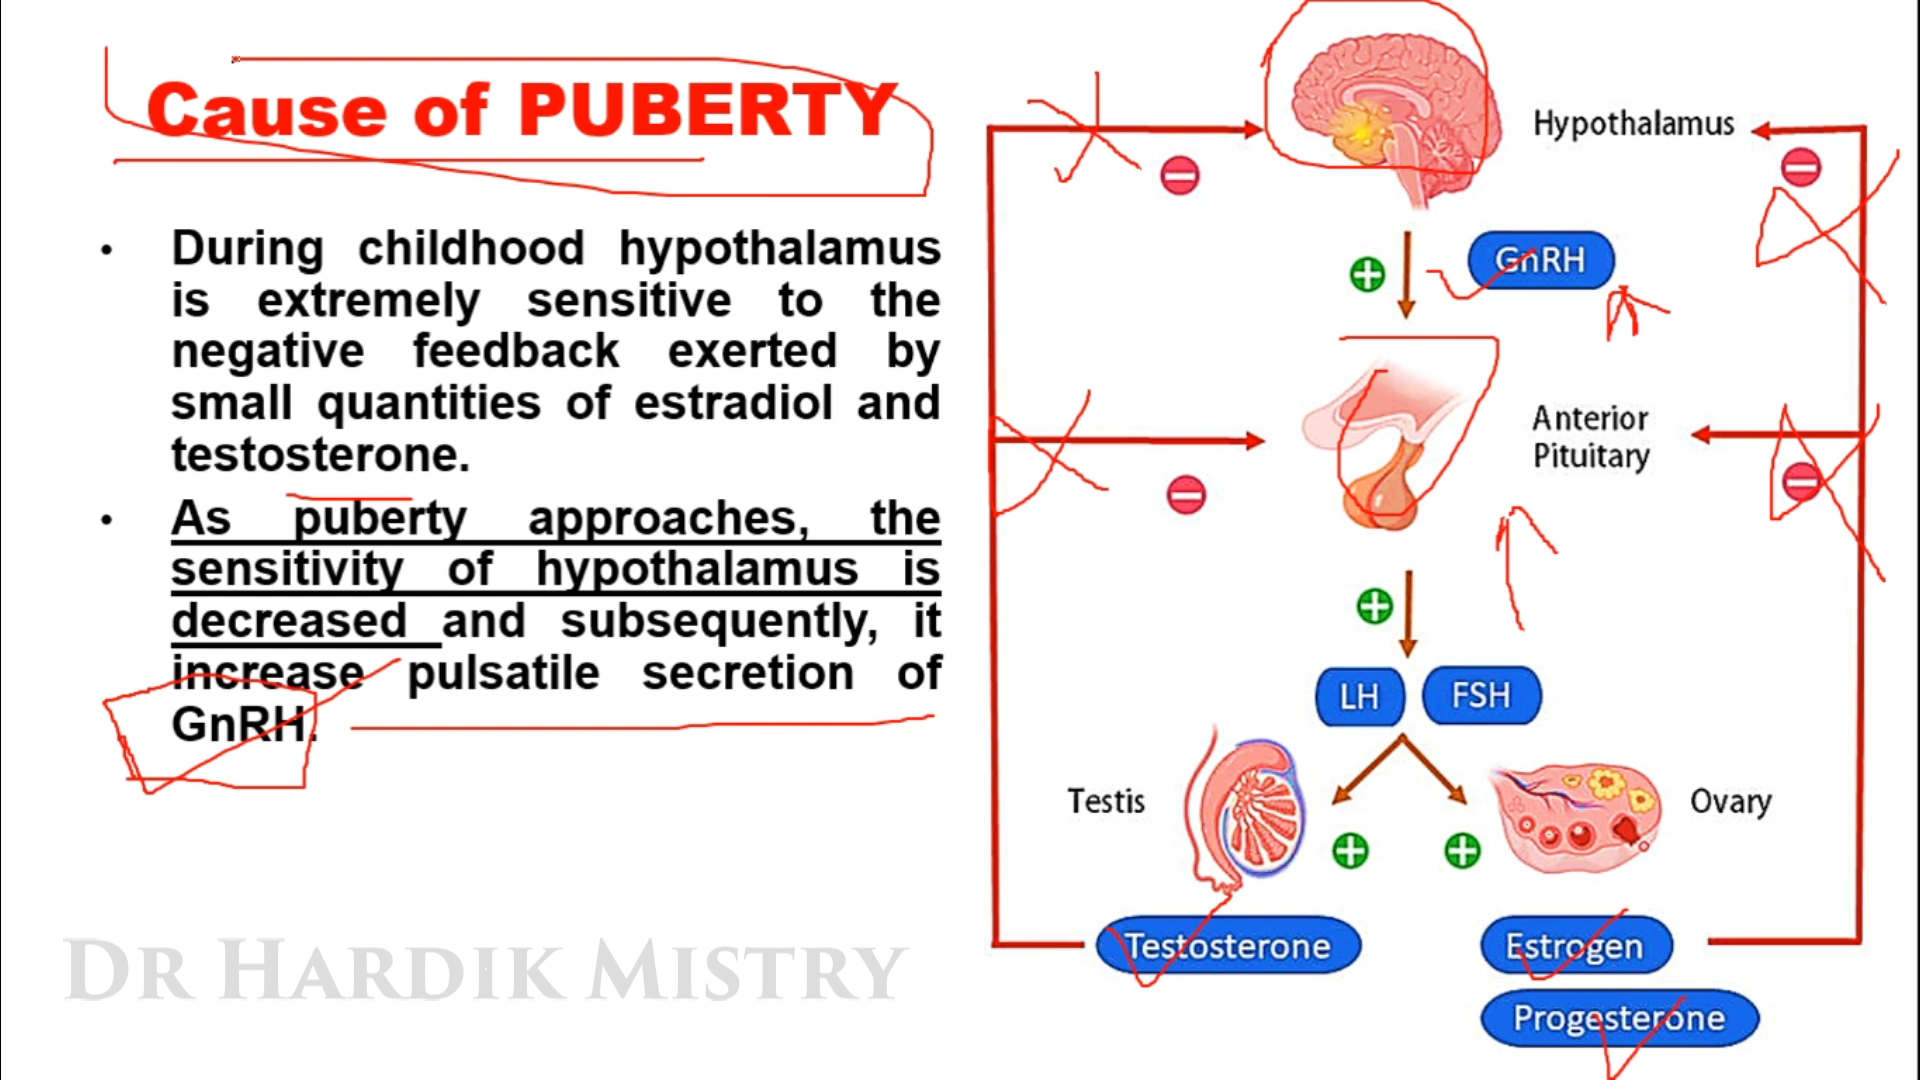 Cause of PUBERTY
• During childhood hypothalamus
is extremely sensitive to the
negative feedback exerted by
small quantities of estradiol and
testosterone.
• As puberty approaches, the
sensitivity of hypothalamus is
decreased and subsequently, it
increase pulsatile secretion of
GnRH.
DR HARDIK MISTRY
Hypothalamus
GnRH
Anterior
Pituitary
LH FSH
Testis Ovary
Testosterone Estrogen
Progesterone